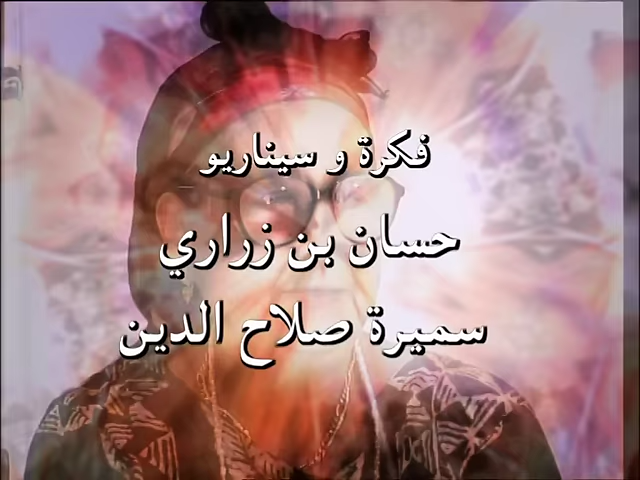 فكرة و سيناريو
حسان بن زراري
سميرة صلاح الدين